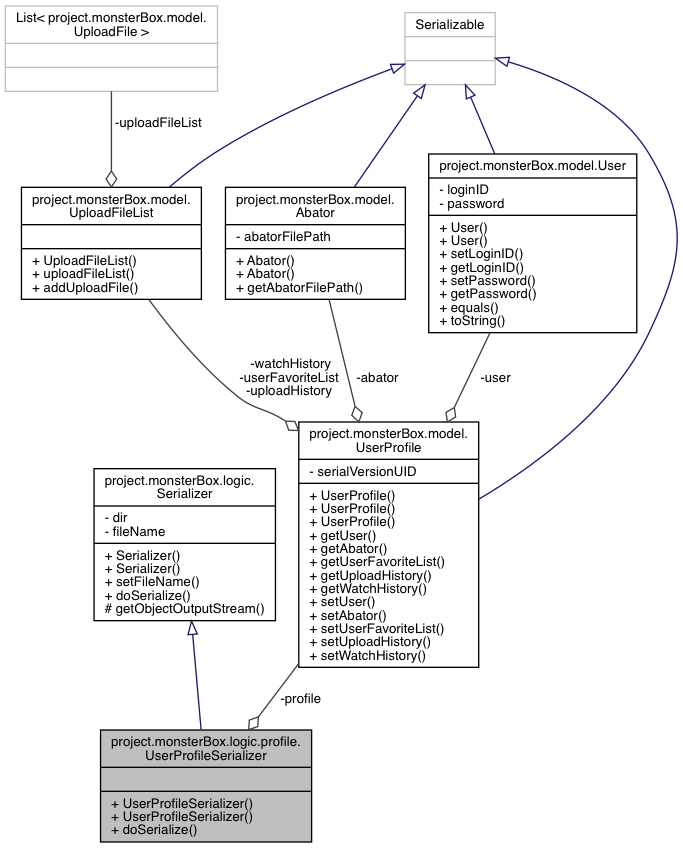 List< project.monsterBox.model.
UploadFile >
Serializable
-uploadFileList
project.monsterBox.model.
UploadFileList
+ UploadFileList()
+ uploadFileList()
+ addUploadFile()
project.monsterBox.model.
Abator
- abatorFilePath
+ Abator()
+ Abator()
+ getAbatorFilePath()
project.monsterBox.model.User
- loginID
- password
+ User()
+ User()
+ setLoginID()
+ getLoginID()
+ setPassword()
+ getPassword()
+ equals()
+ toString()
-watchHistory
-userFavoriteList
-uploadHistory
-abator
-user
project.monsterBox.model.
UserProfile
- serialVersionUID
+ UserProfile()
+ UserProfile()
+ UserProfile()
+ getUser()
+ getAbator()
+ getUserFavoriteList()
+ getUploadHistory()
+ getWatchHistory()
+ setUser()
+ setAbator()
+ setUserFavoriteList()
+ setUploadHistory()
+ setWatchHistory()
project.monsterBox.logic.
Serializer
- dir
- fileName
+ Serializer()
+ Serializer()
+ setFileName()
+ doSerialize()
# getObjectOutputStream()
-profile
project.monsterBox.logic.profile.
UserProfileSerializer
+ UserProfileSerializer()
+ UserProfileSerializer()
+ doSerialize()